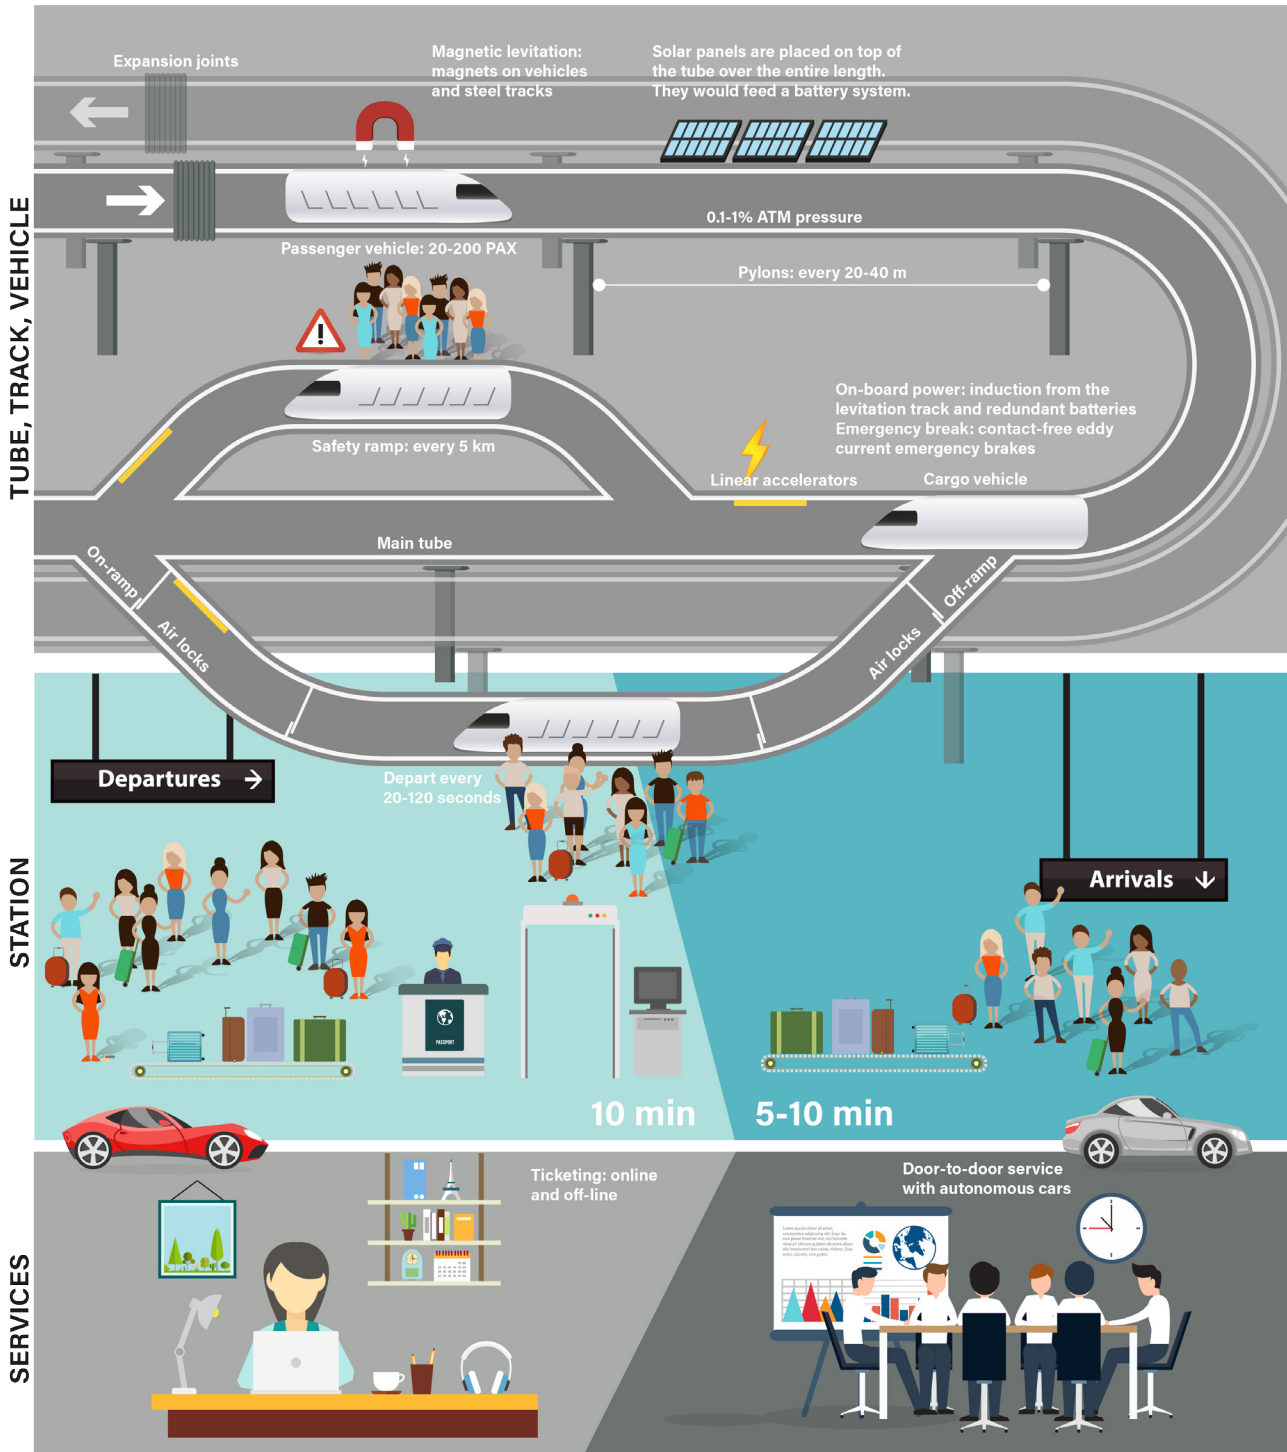 TUBE, TRACK, VEHICLE
Expansion joints
Magnetic levitation:
magnets on vehicles
and steel tracks
Solar panels are placed on top of
the tube over the entire length.
They would feed a battery system.
0.1-1% ATM pressure
Passenger vehicle: 20-200 PAX
Pylons: every 20-40 m
On-board power: induction from the
levitation track and redundant batteries
Emergency break: contact-free eddy
current emergency brakes
Safety ramp: every 5 km
Linear accelerators
Cargo vehicle
Main tube
On-ramp
Off-ramp
Air locks
Air locks
STATION
Departures
Depart every
20-120 seconds
Arrivals
PASSPORT
10 min
5-10 min
SERVICES
Ticketing: online
and off-line
Door-to-door service
with autonomous cars